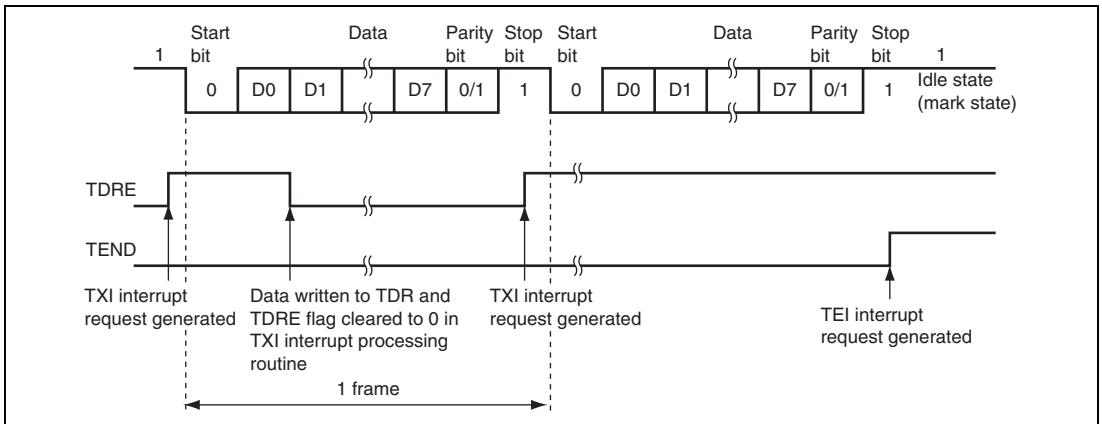 Start bit Data Parity bit Stop bit Start bit Data Parity bit Stop bit
1 0 D0 D1 D7 0/1 1 0 D0 D1 D7 0/1 1 1
Idle state
(mark state)
TDRE
TEND
TXI interrupt
request generated
Data written to TDR and
TDRE flag cleared to 0 in
TXI interrupt processing
routine
TXI interrupt
request generated
TEI interrupt
request generated
1 frame